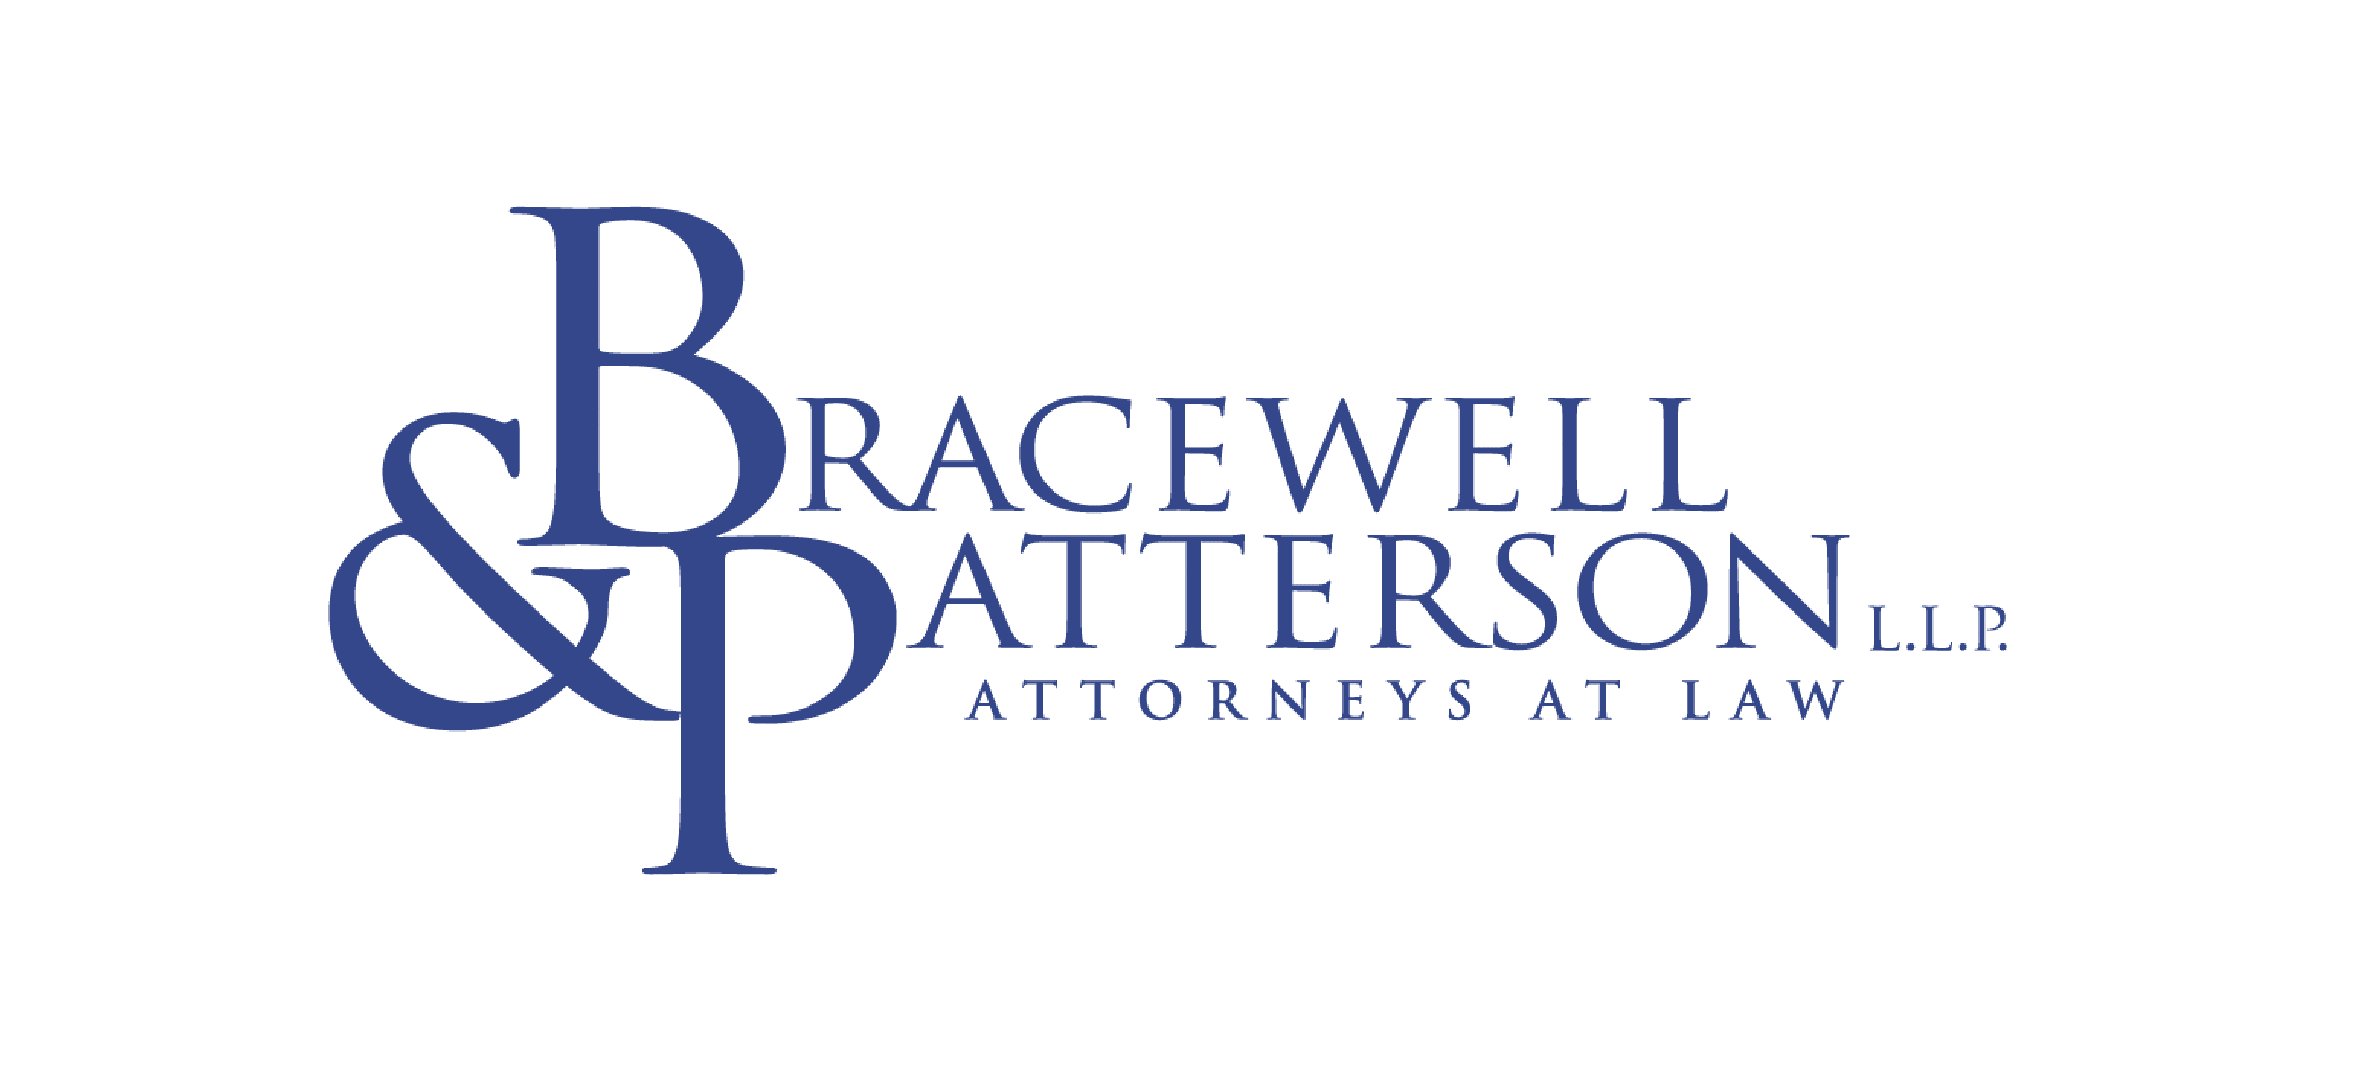 BRACEWELL
& PATTERSON L.L.P.
ATTORNEYS AT LAW